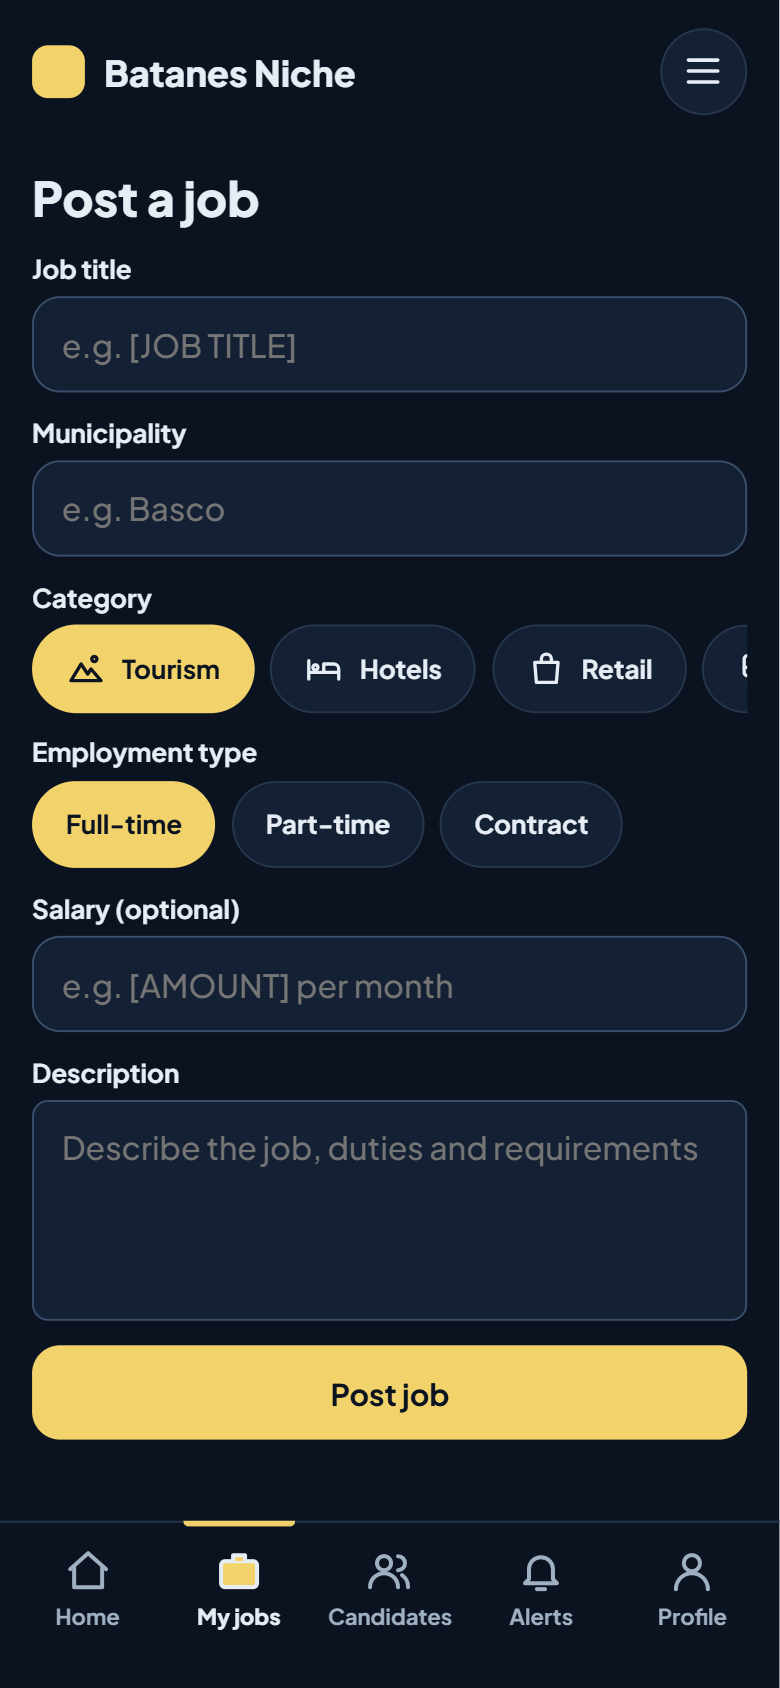 Batanes Niche
Post a job
Job title
e.g. [JOB TITLE]
Municipality
e.g. Basco
Category
Tourism Hotels Retail
Employment type
Full-time Part-time Contract
Salary (optional)
e.g. [AMOUNT] per month
Description
Describe the job, duties and requirements
Post job
Home My jobs Candidates Alerts Profile